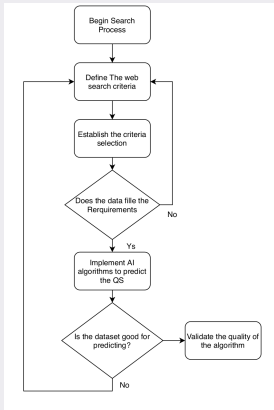 Begin Search
Process
Define The web
search criteria
Establish the criteria
selection
Does the data fille the
Rerquirements
No
Ys
Implement AI
algorithms to predict
the QS
Is the dataset good for
predicting?
Validate the quality of
the algorithm
No